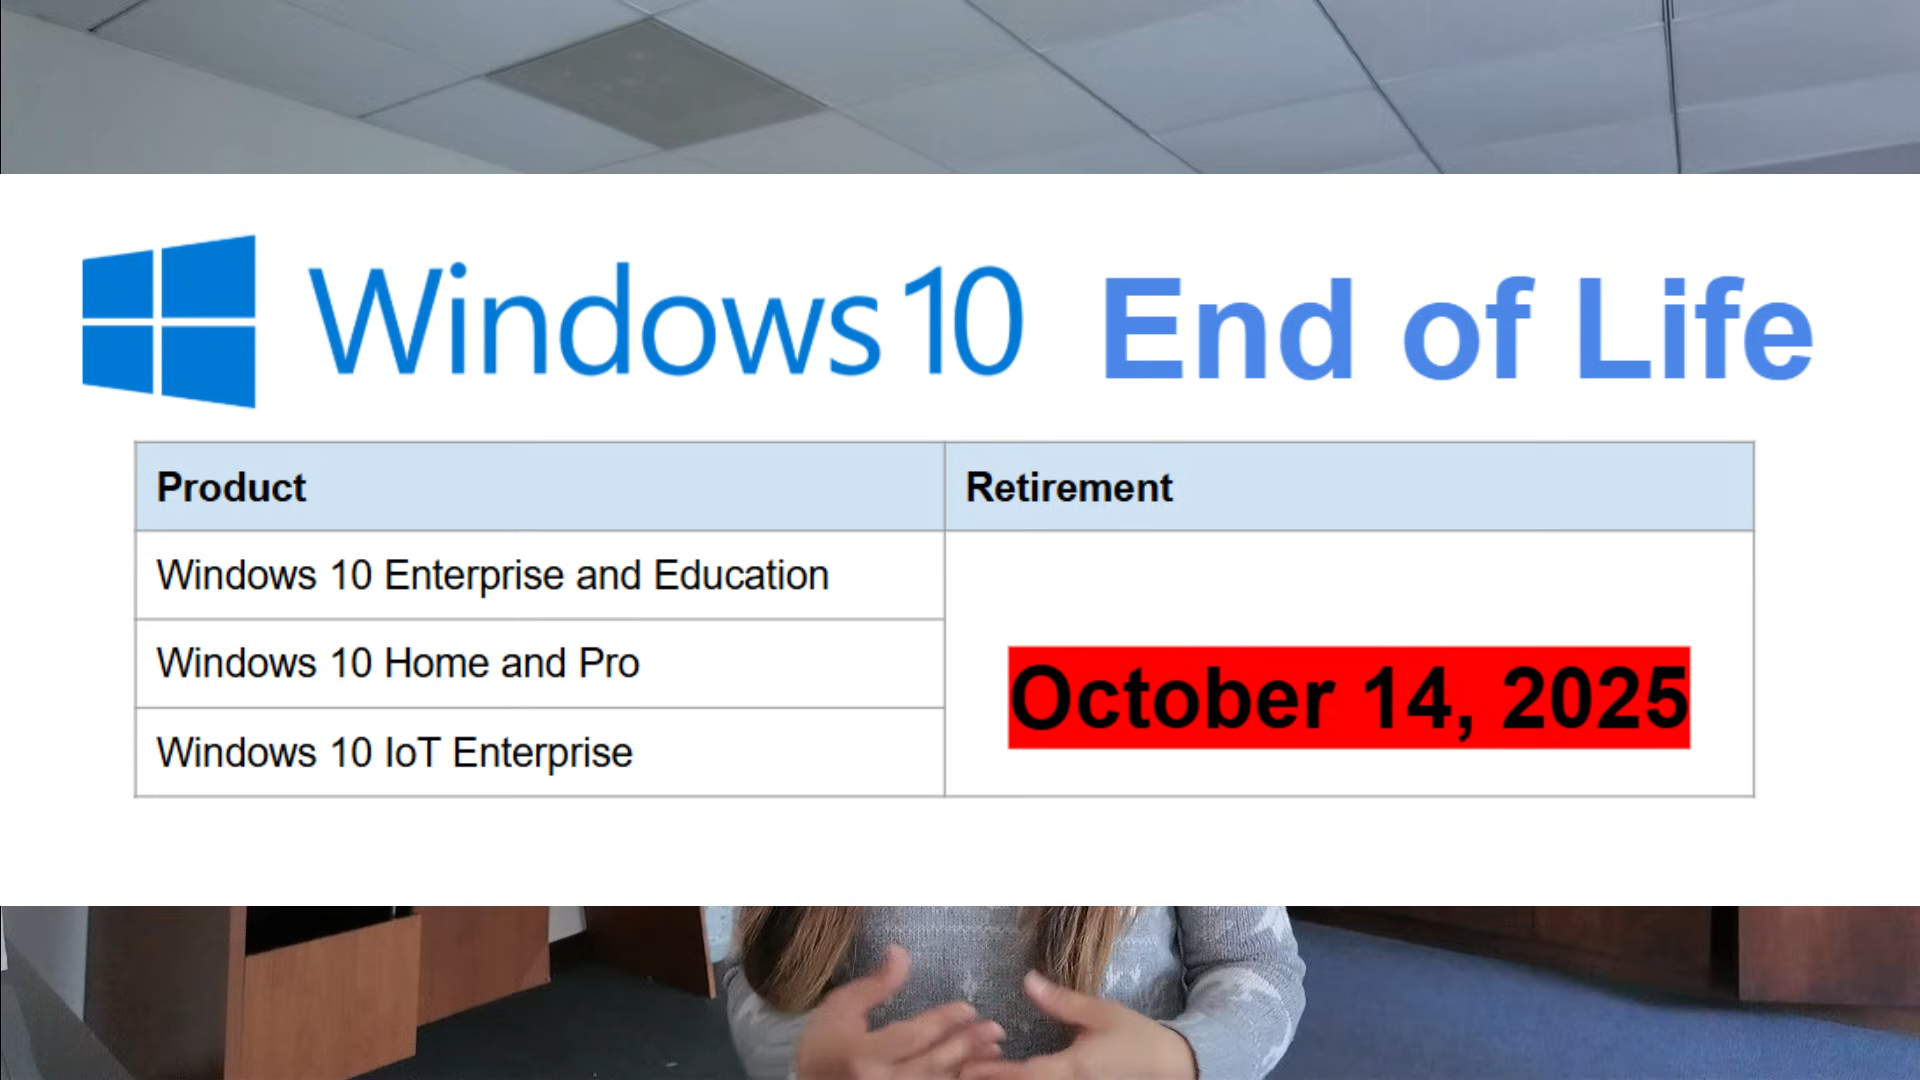 Windows 10 End of Life
Product Retirement
Windows 10 Enterprise and Education
Windows 10 Home and Pro
October 14, 2025
Windows 10 IoT Enterprise